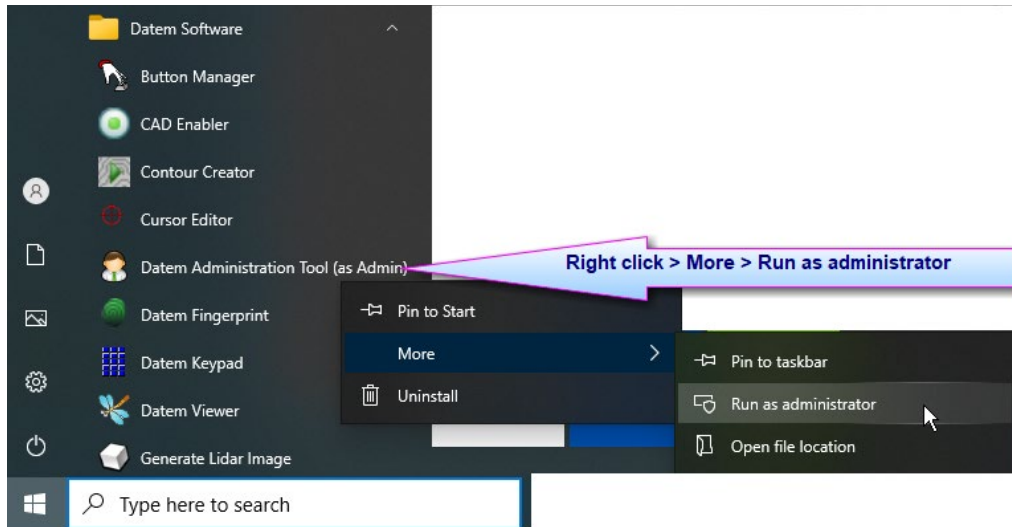 Datem Software
Button Manager
CAD Enabler
Contour Creator
Cursor Editor
Datem Administration Tool (as Admin)
Right click > More > Run as administrator
Datem Fingerprint
Pin to Start
Datem Keypad
More
Pin to taskbar
Datem Viewer
Uninstall
Run as administrator
Generate Lidar Image
Open file location
Type here to search